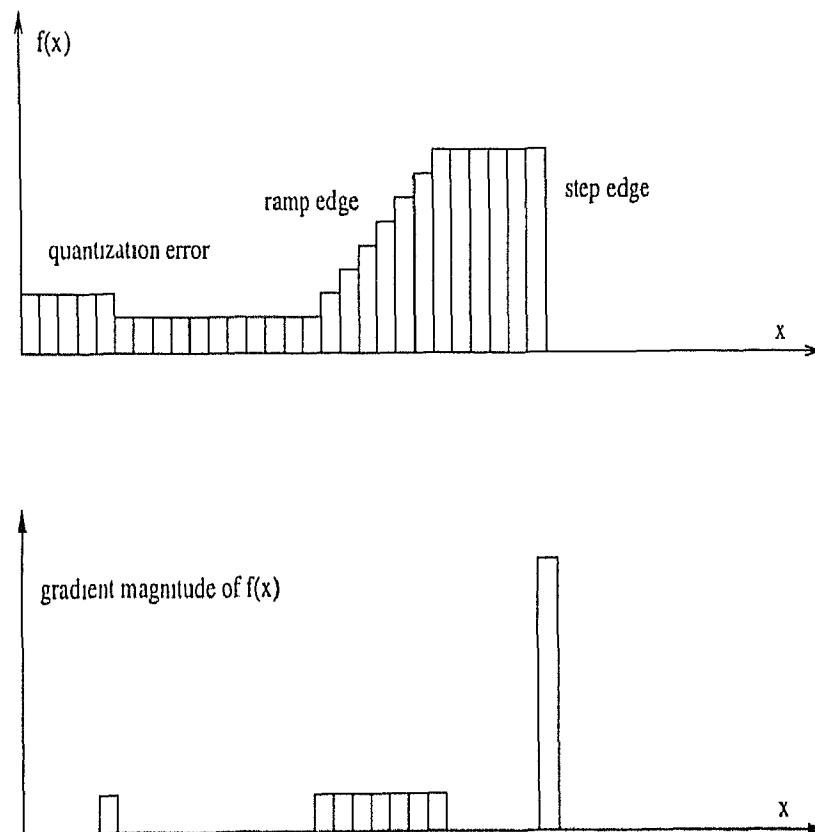 f(x)
step edge
ramp edge
quantization error
x
gradient magnitude of f(x)
x